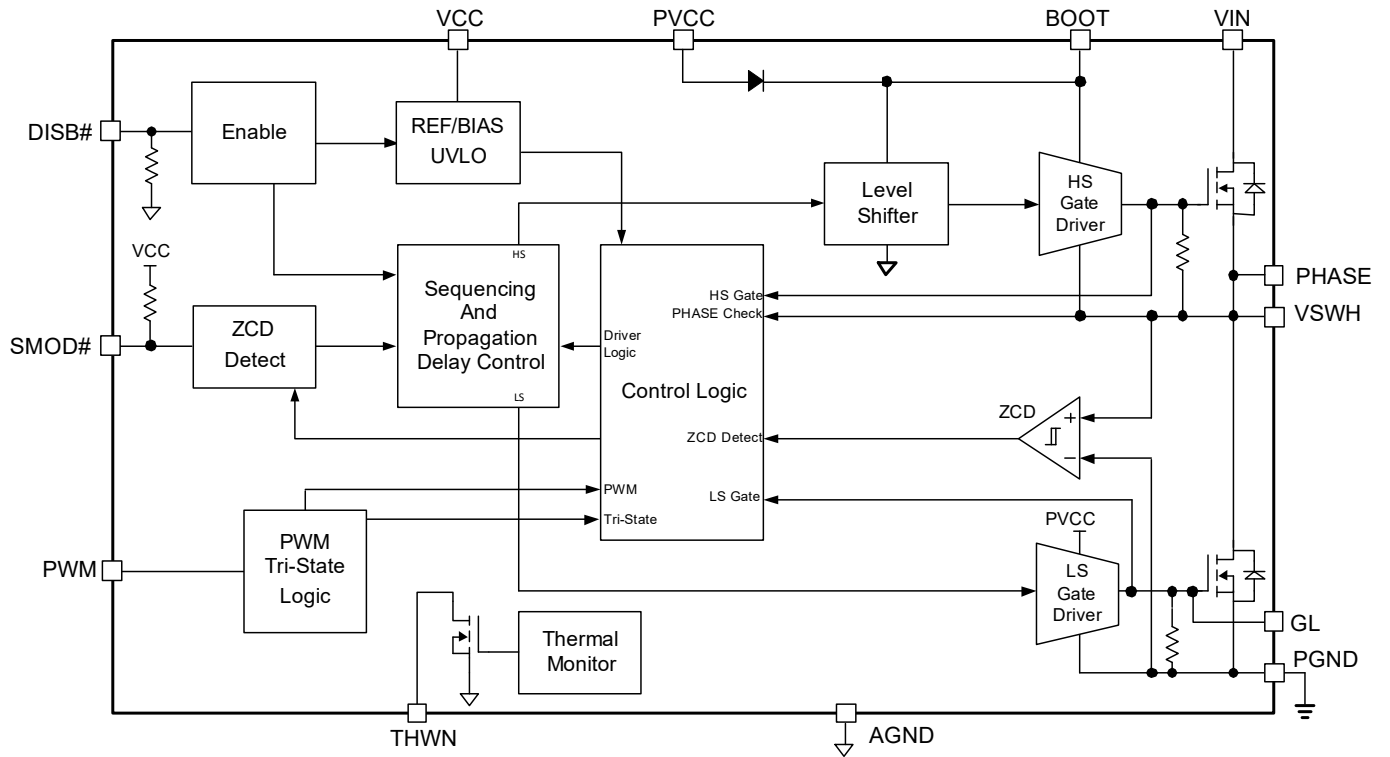 VCC
PVCC
BOOT
VIN
DISB#
Enable
REF/BIAS
UVLO
Level
Shifter
HS
Gate
Driver
VCC
HS
Sequencing
And
Propagation
Delay Control
LS
HS Gate
PHASE Check
Driver
Logic
Control Logic
ZCD Detect
PWM
LS Gate
Tri-State
PHASE
VSWH
SMOD#
ZCD
Detect
ZCD
+
−
PWM
PWM
Tri-State
Logic
PVCC
LS
Gate
Driver
Thermal
Monitor
GL
PGND
THWN
AGND